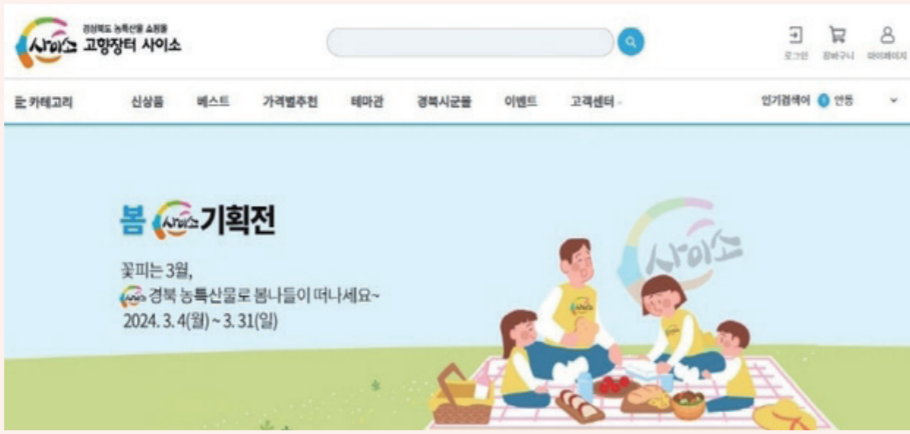 경상북도 농특산물 쇼핑몰
사이소 고향장터 사이소
로그인 장바구니 마이페이지
카테고리 신상품 베스트 가격별추천 테마관 경북시군몰 이벤트 고객센터 인기검색어 1 안동
봄 사이소 기획전
사이소
꽃피는 3월,
사이소 경북 농특산물로 봄나들이 떠나세요~
2024. 3. 4(월) ~ 3. 31(일)